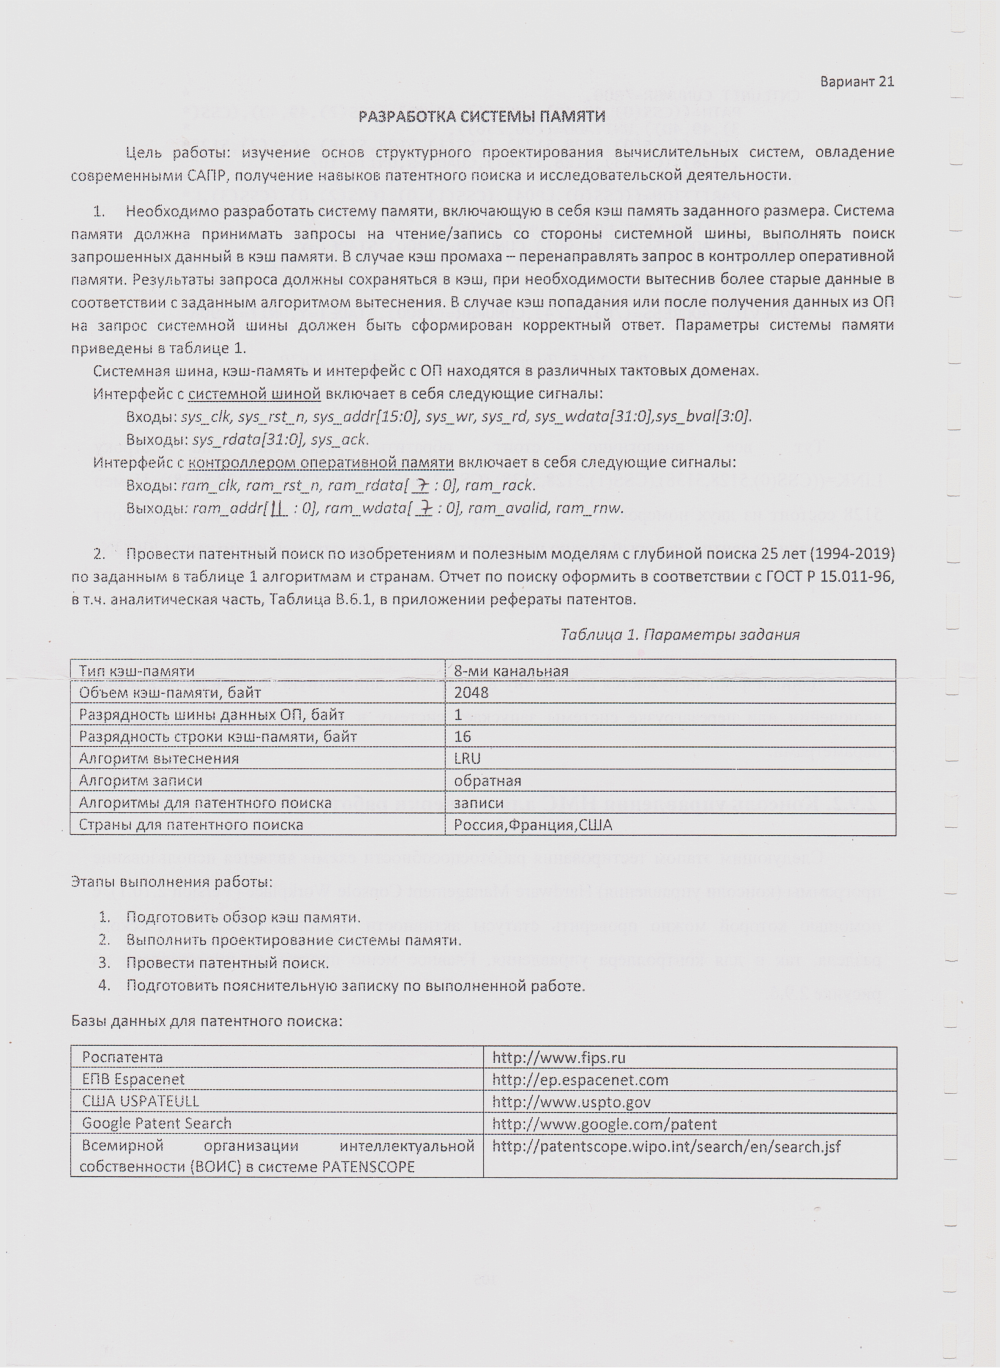 Вариант 21
РАЗРАБОТКА СИСТЕМЫ ПАМЯТИ
Цель работы: изучение основ структурного проектирования вычислительных систем, овладение
современными САПР, получение навыков патентного поиска и исследовательской деятельности.
1. Необходимо разработать систему памяти, включающую в себя кэш память заданного размера. Система
памяти должна принимать запросы на чтение/запись со стороны системной шины, выполнять поиск
запрошенных данный в кэш памяти. В случае кэш промаха – перенаправлять запрос в контроллер оперативной
памяти. Результаты запроса должны сохраняться в кэш, при необходимости вытеснив более старые данные в
соответствии с заданным алгоритмом вытеснения. В случае кэш попадания или после получения данных из ОП
на запрос системной шины должен быть сформирован корректный ответ. Параметры системы памяти
приведены в таблице 1.
Системная шина, кэш-память и интерфейс с ОП находятся в различных тактовых доменах.
Интерфейс с системной шиной включает в себя следующие сигналы:
Входы: sys_clk, sys_rst_n, sys_addr[15:0], sys_wr, sys_rd, sys_wdata[31:0],sys_bval[3:0].
Выходы: sys_rdata[31:0], sys_ack.
Интерфейс с контроллером оперативной памяти включает в себя следующие сигналы:
Входы: ram_clk, ram_rst_n, ram_rdata[ 7 : 0], ram_rack.
Выходы: ram_addr[11 : 0], ram_wdata[ 7 : 0], ram_avalid, ram_rnw.
2. Провести патентный поиск по изобретениям и полезным моделям с глубиной поиска 25 лет (1994-2019)
по заданным в таблице 1 алгоритмам и странам. Отчет по поиску оформить в соответствии с ГОСТ Р 15.011-96,
в т.ч. аналитическая часть, Таблица В.6.1, в приложении рефераты патентов.
Таблица 1. Параметры задания
Тип кэш-памяти 8-ми канальная
Объем кэш-памяти, байт 2048
Разрядность шины данных ОП, байт 1
Разрядность строки кэш-памяти, байт 16
Алгоритм вытеснения LRU
Алгоритм записи обратная
Алгоритмы для патентного поиска записи
Страны для патентного поиска Россия,Франция,США
Этапы выполнения работы:
1. Подготовить обзор кэш памяти.
2. Выполнить проектирование системы памяти.
3. Провести патентный поиск.
4. Подготовить пояснительную записку по выполненной работе.
Базы данных для патентного поиска:
Роспатента http://www.fips.ru
ЕПВ Espacenet http://ep.espacenet.com
США USPATEULL http://www.uspto.gov
Google Patent Search http://www.google.com/patent
Всемирной организации интеллектуальной http://patentscope.wipo.int/search/en/search.jsf
собственности (ВОИС) в системе PATENSCOPE